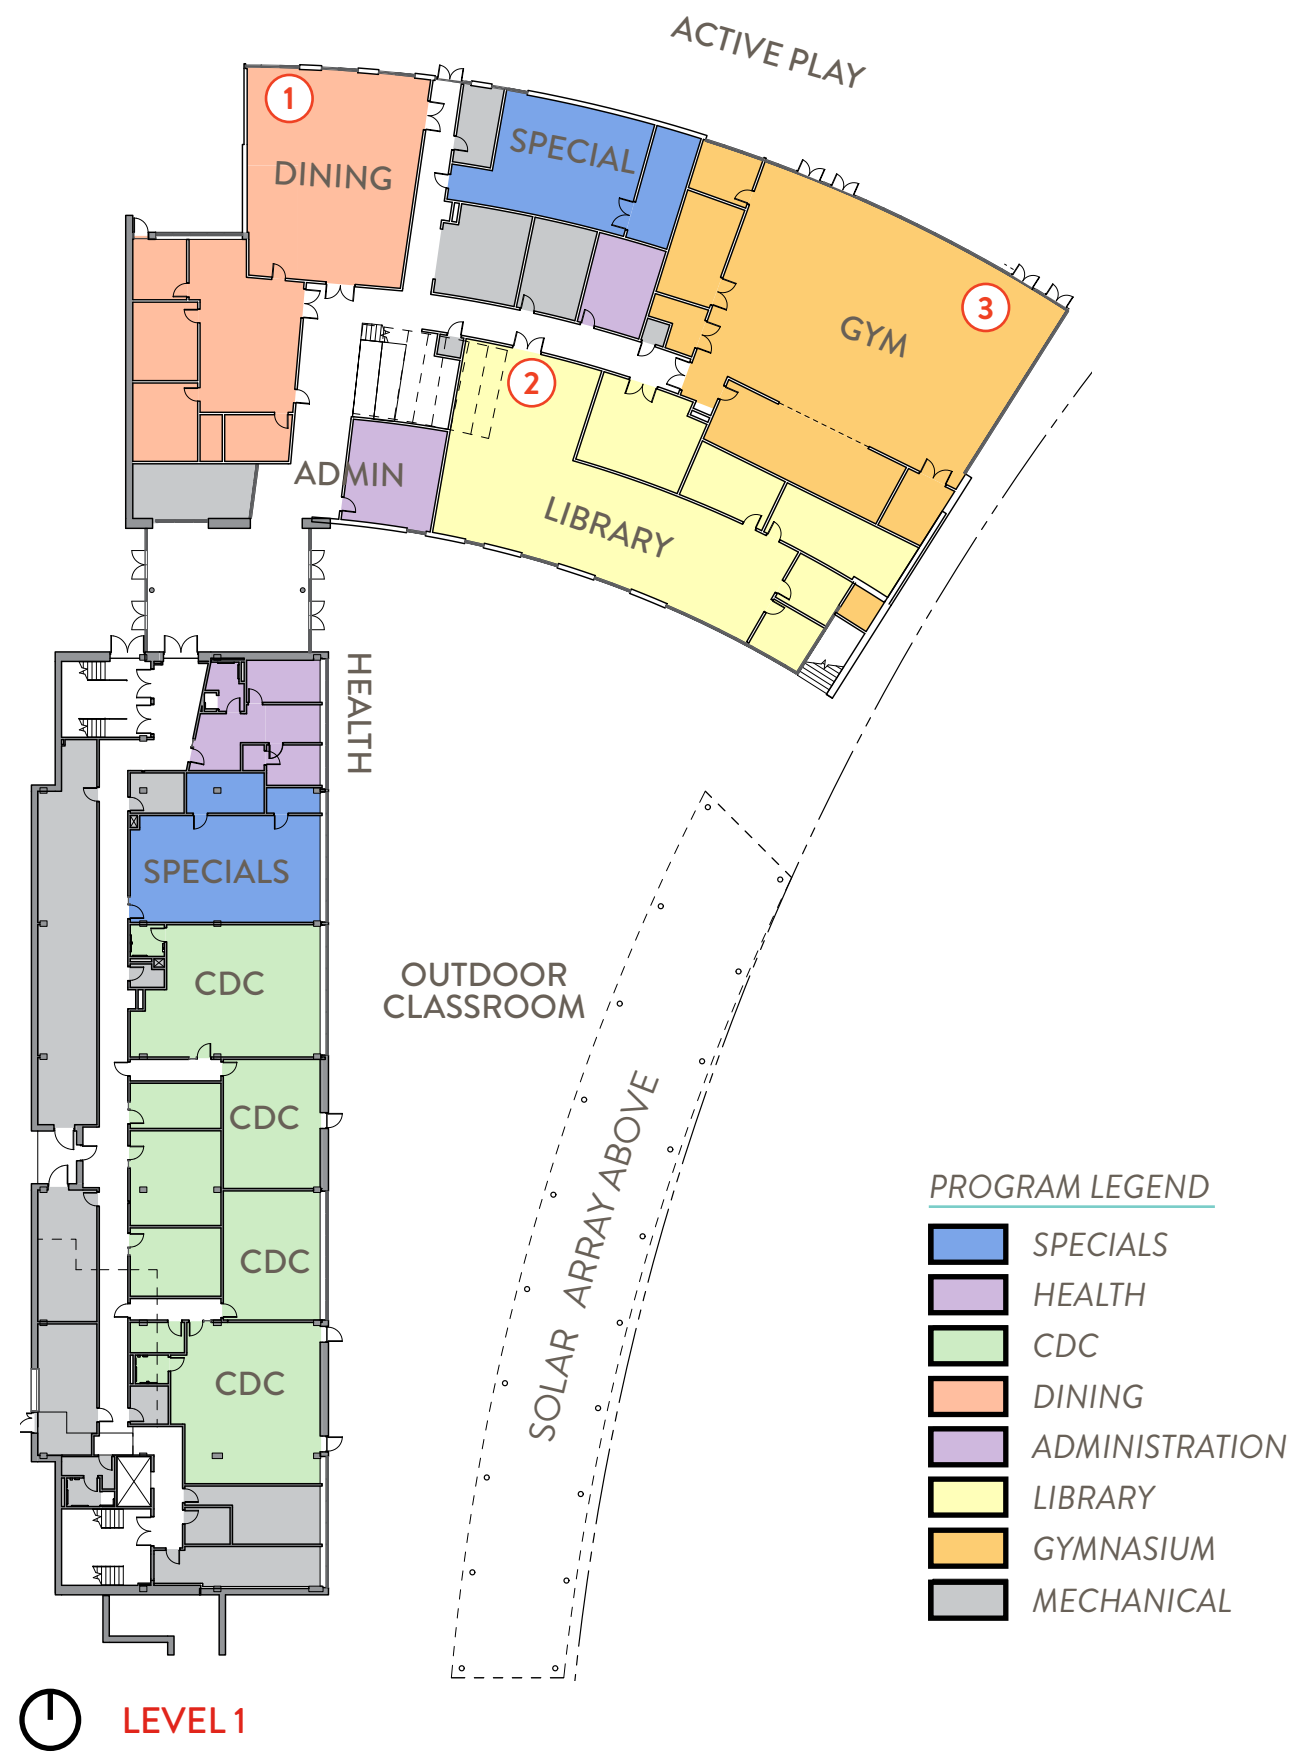 ACTIVE PLAY
1
DINING
SPECIAL
3
GYM
2
ADMIN
LIBRARY
HEALTH
SPECIALS
CDC
OUTDOOR
CLASSROOM
CDC
CDC
CDC
SOLAR ARRAY ABOVE
PROGRAM LEGEND
SPECIALS
HEALTH
CDC
DINING
ADMINISTRATION
LIBRARY
GYMNASIUM
MECHANICAL
LEVEL 1